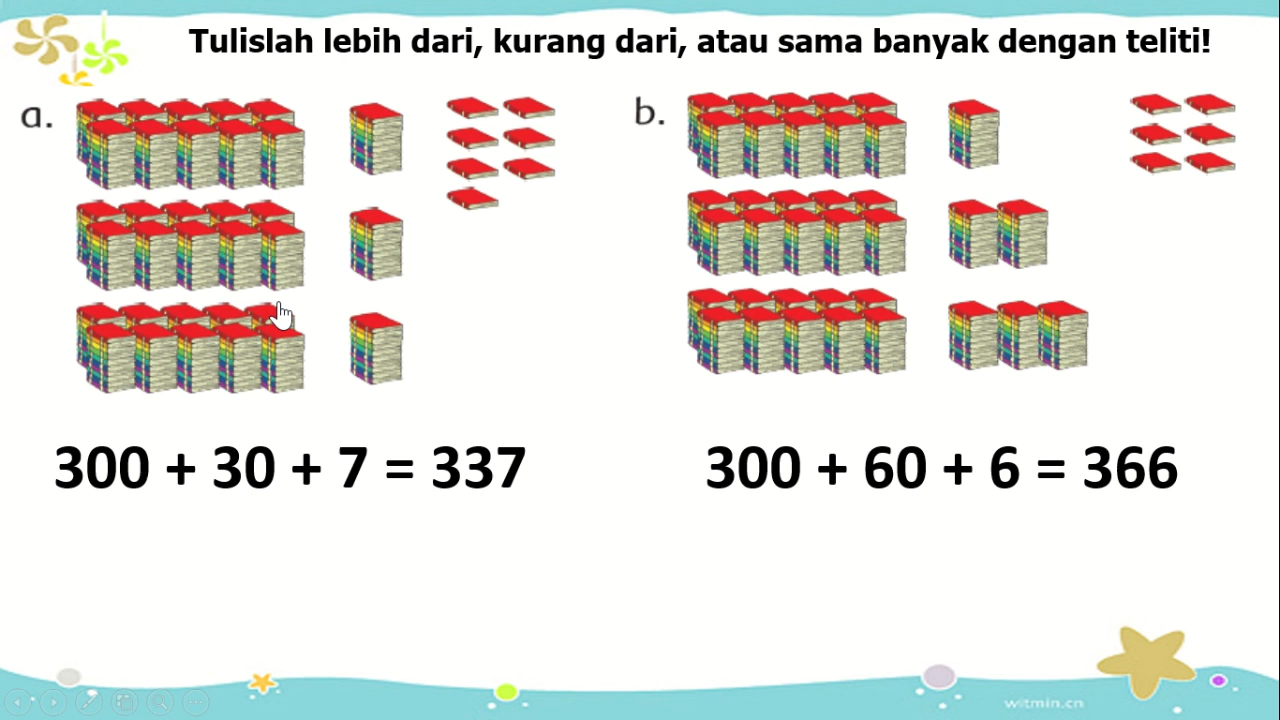 Tulislah lebih dari, kurang dari, atau sama banyak dengan teliti!
a.
b.
300 + 30 + 7 = 337
300 + 60 + 6 = 366
witmin.cn